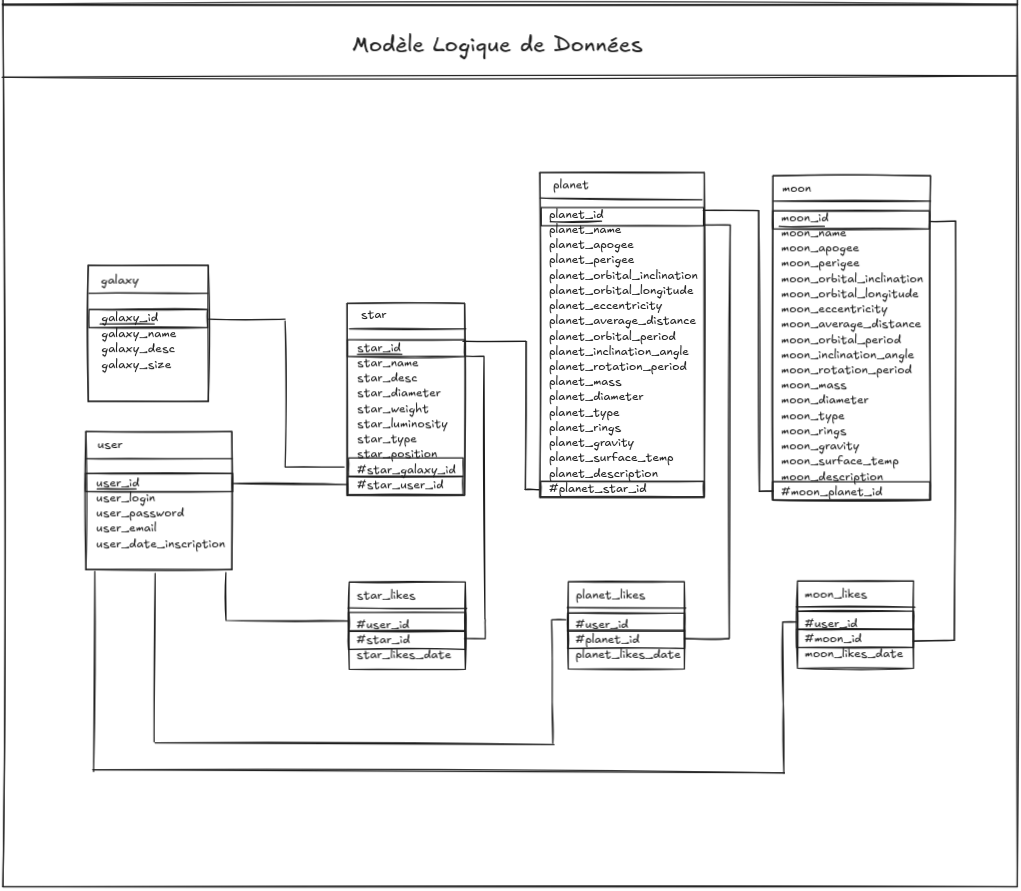 Modèle Logique de Données
galaxy
galaxy_id
galaxy_name
galaxy_desc
galaxy_size
user
user_id
user_login
user_password
user_email
user_date_inscription
star
star_id
star_name
star_desc
star_diameter
star_weight
star_luminosity
star_type
star_position
#star_galaxy_id
#star_user_id
planet
planet_id
planet_name
planet_apogee
planet_perigee
planet_orbital_inclination
planet_orbital_longitude
planet_eccentricity
planet_average_distance
planet_orbital_period
planet_inclination_angle
planet_rotation_period
planet_mass
planet_diameter
planet_type
planet_rings
planet_gravity
planet_surface_temp
planet_description
#planet_star_id
moon
moon_id
moon_name
moon_apogee
moon_perigee
moon_orbital_inclination
moon_orbital_longitude
moon_eccentricity
moon_average_distance
moon_orbital_period
moon_inclination_angle
moon_rotation_period
moon_mass
moon_diameter
moon_type
moon_rings
moon_gravity
moon_surface_temp
moon_description
#moon_planet_id
star_likes
#user_id
#star_id
star_likes_date
planet_likes
#user_id
#planet_id
planet_likes_date
moon_likes
#user_id
#moon_id
moon_likes_date